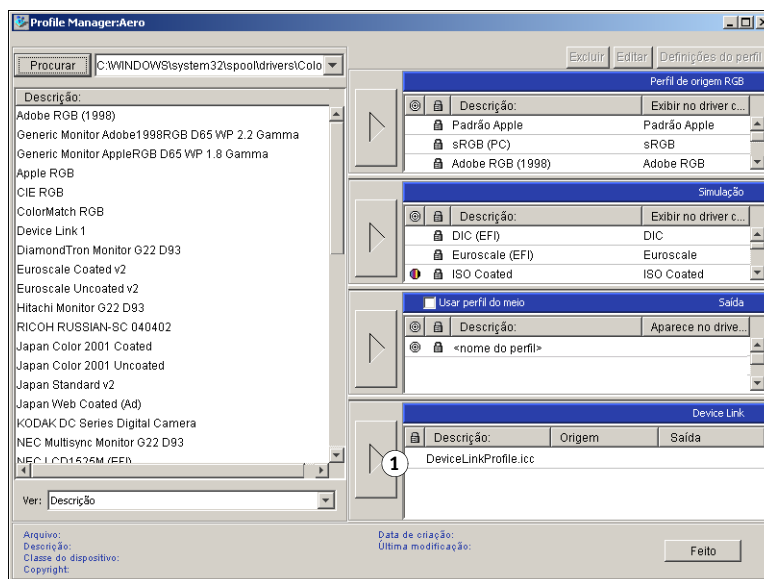 Profile Manager:Aero
Procurar C:\WINDOWS\system32\spool\drivers\Colo
Descrição:
Adobe RGB (1998)
Generic Monitor Adobe1998RGB D65 WP 2.2 Gamma
Generic Monitor AppleRGB D65 WP 1.8 Gamma
Apple RGB
CIE RGB
ColorMatch RGB
Device Link 1
DiamondTron Monitor G22 D93
Euroscale Coated v2
Euroscale Uncoated v2
Hitachi Monitor G22 D93
RICOH RUSSIAN-SC 040402
Japan Color 2001 Coated
Japan Color 2001 Uncoated
Japan Standard v2
Japan Web Coated (Ad)
KODAK DC Series Digital Camera
NEC Multisync Monitor G22 D93
NEC LCD1525M (EFI)
Ver: Descrição
Excluir Editar Definições do perfil
Perfil de origem RGB
Descrição: Exibir no driver c...
Padrão Apple Padrão Apple
sRGB (PC) sRGB
Adobe RGB (1998) Adobe RGB
Simulação
Descrição: Exibir no driver c...
DIC (EFI) DIC
Euroscale (EFI) Euroscale
ISO Coated ISO Coated
Usar perfil do meio Saída
Descrição: Aparece no drive...
<nome do perfil>
Device Link
Descrição: Origem Saída
1 DeviceLinkProfile.icc
Arquivo:
Descrição:
Classe do dispositivo:
Copyright:
Data de criação:
Última modificação:
Feito